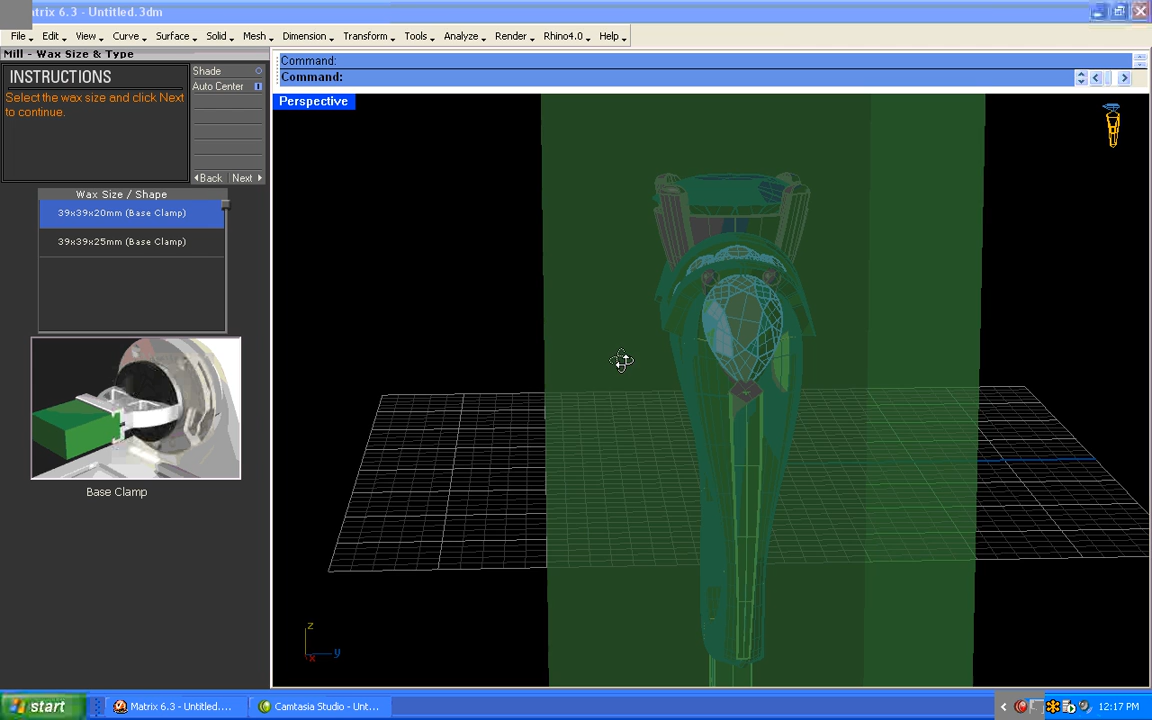 atrix 6.3 - Untitled.3dm
File Edit View Curve Surface Solid Mesh Dimension Transform Tools Analyze Render Rhino4.0 Help
Mill - Wax Size & Type
INSTRUCTIONS
Select the wax size and click Next
to continue.
Shade
Auto Center
Back Next
Command:
Command:
Perspective
Wax Size / Shape
39x39x20mm (Base Clamp)
39x39x25mm (Base Clamp)
Base Clamp
z
x y
start
Matrix 6.3 - Untitled....
Camtasia Studio - Unt...
12:17 PM